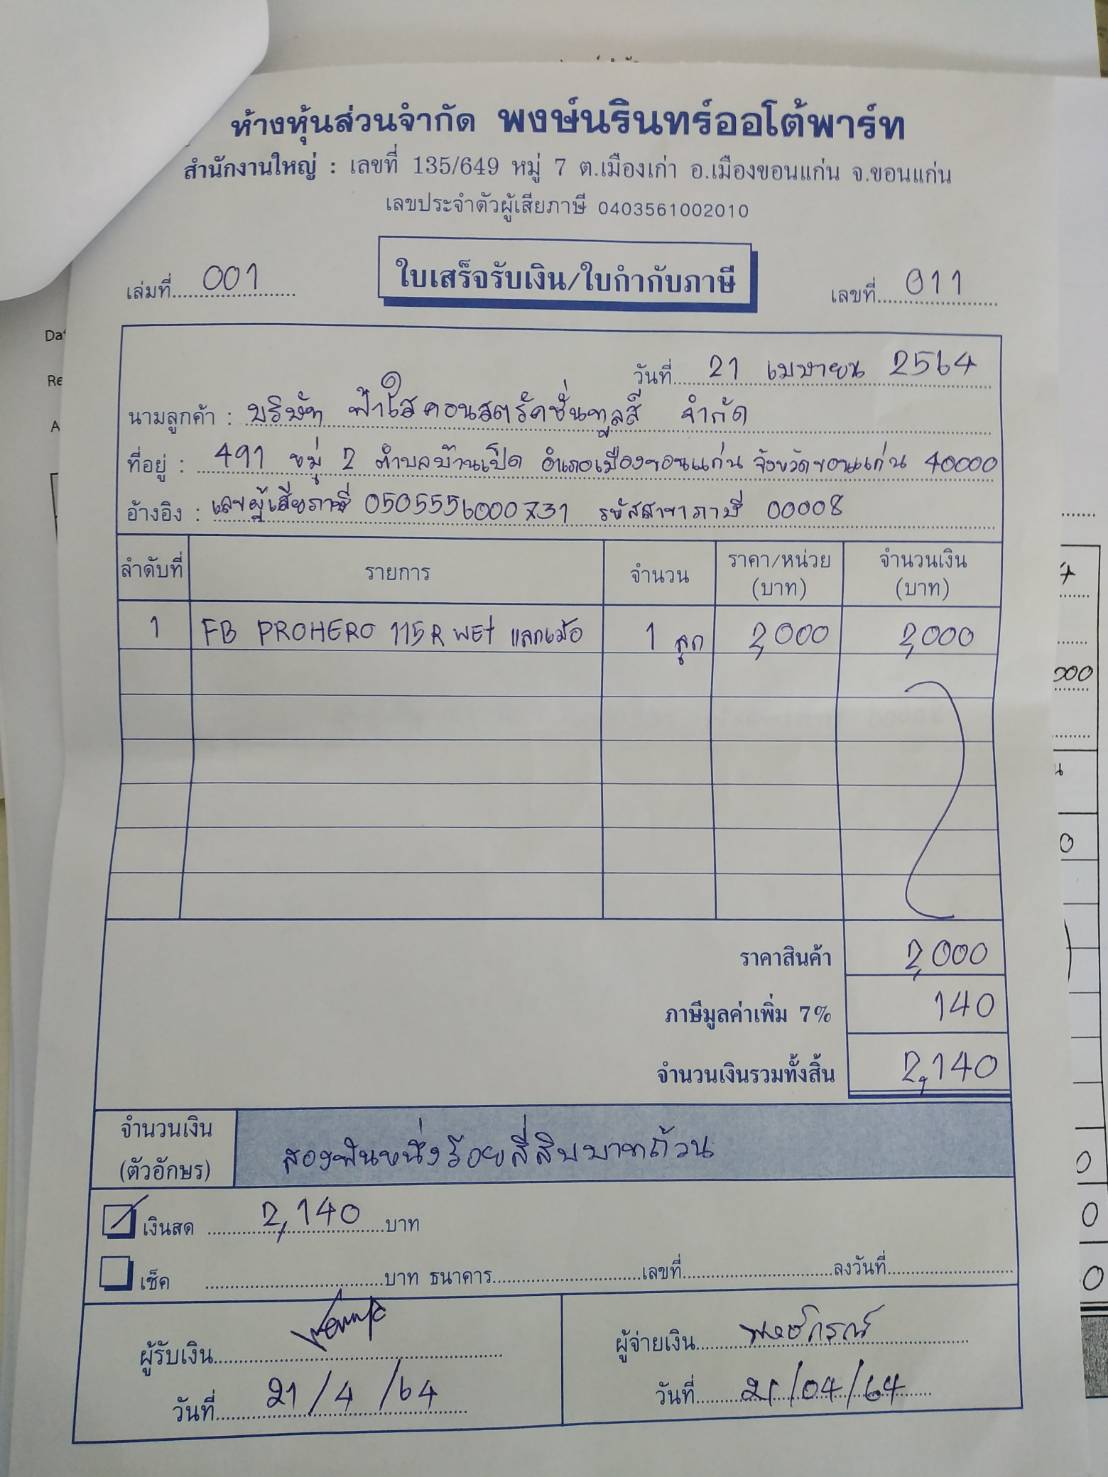 ห้างหุ้นส่วนจำกัด พงษ์นรินทร์ออโต้พาร์ท
สำนักงานใหญ่ : เลขที่ 135/649 หมู่ 7 ต.เมืองเก่า อ.เมืองขอนแก่น จ.ขอนแก่น
เลขประจำตัวผู้เสียภาษี 0403561002010
ใบเสร็จรับเงิน/ใบกำกับภาษี
เล่มที่ 001
เลขที่ 011
วันที่ 21 เมษายน 2564
นามลูกค้า : บริษัท ฟ้าใสคอนสตรัคชั่นทูลส์ จำกัด
ที่อยู่ : 491 หมู่ 2 ตำบลบ้านเป็ด อำเภอเมืองขอนแก่น จังหวัดขอนแก่น 40000
อ้างอิง : เลขผู้เสียภาษี 0505556000731 รหัสสาขาภาษี 00008
ลำดับที่ รายการ จำนวน ราคา/หน่วย (บาท) จำนวนเงิน (บาท)
1 FB PROHERO 115R WEt แลกหม้อ 1 ลูก 2,000 2,000
ราคาสินค้า 2,000
ภาษีมูลค่าเพิ่ม 7% 140
จำนวนเงินรวมทั้งสิ้น 2,140
จำนวนเงิน (ตัวอักษร) สองพันหนึ่งร้อยสี่สิบบาทถ้วน
เงินสด 2,140 บาท
เช็ค บาท ธนาคาร เลขที่ ลงวันที่
ผู้รับเงิน
วันที่ 21/4/64
ผู้จ่ายเงิน
วันที่ 21/04/64